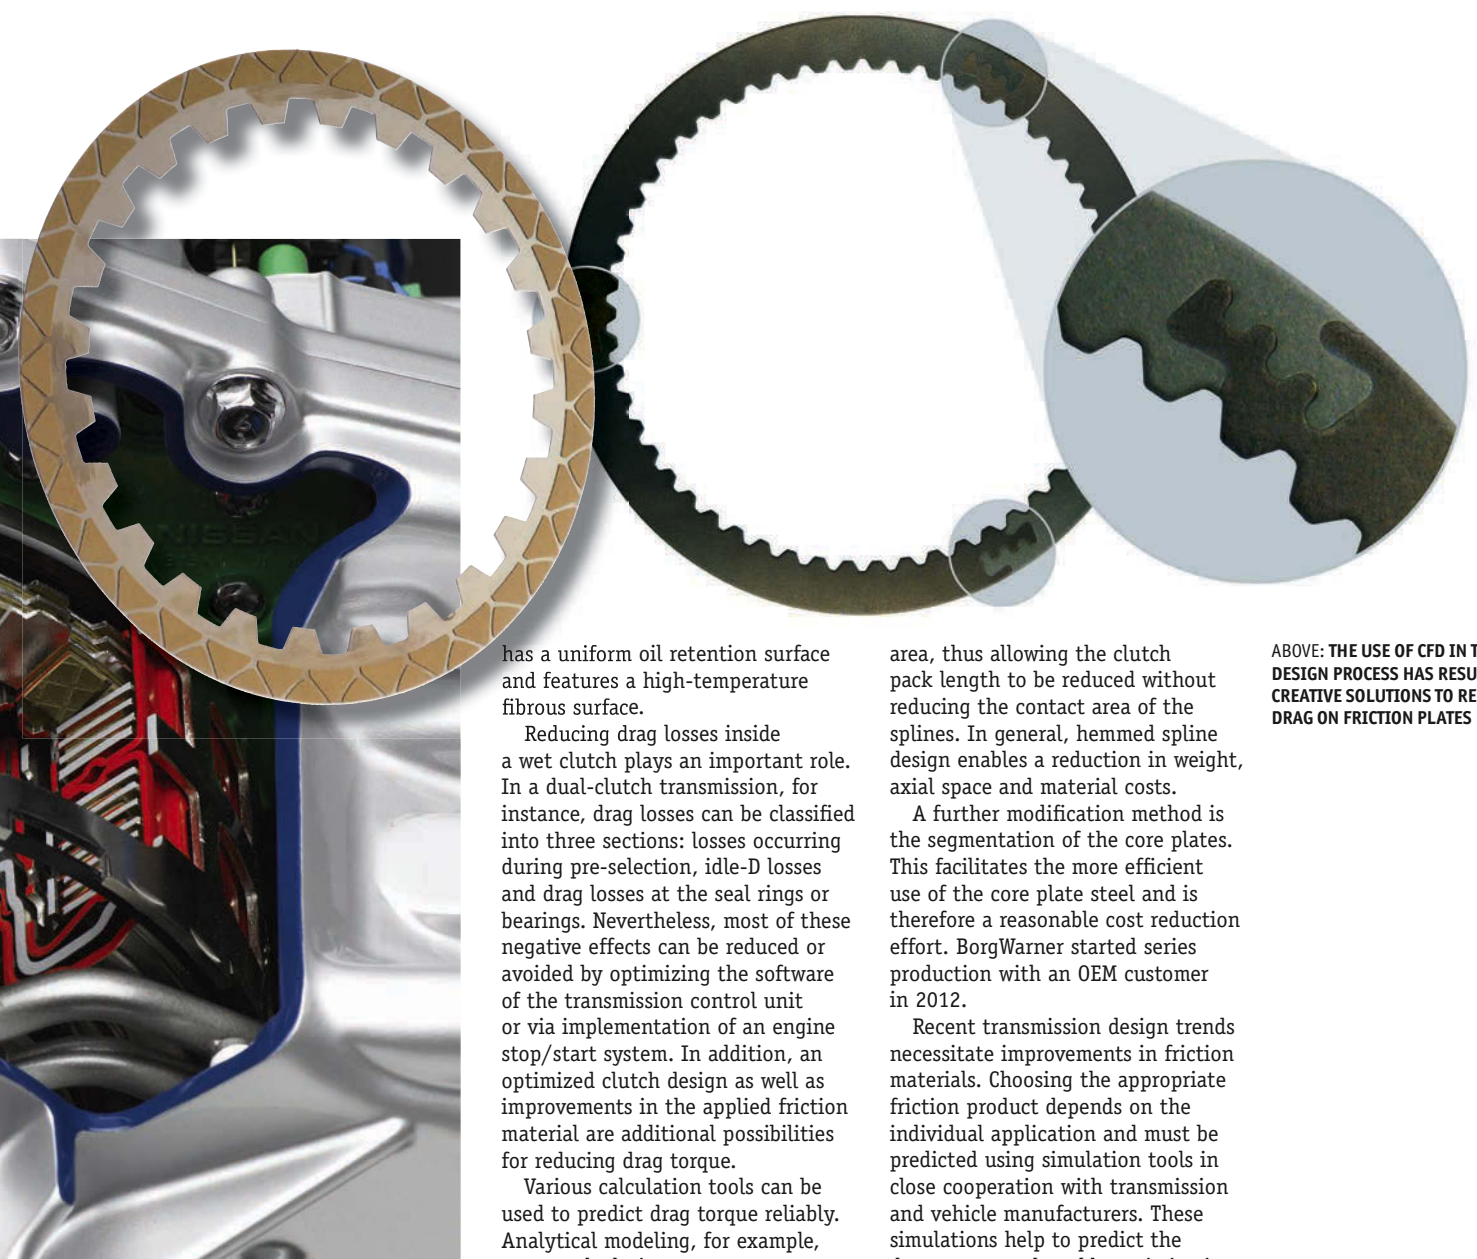 NISSAN
has a uniform oil retention surface
and features a high-temperature
fibrous surface.
Reducing drag losses inside
a wet clutch plays an important role.
In a dual-clutch transmission, for
instance, drag losses can be classified
into three sections: losses occurring
during pre-selection, idle-D losses
and drag losses at the seal rings or
bearings. Nevertheless, most of these
negative effects can be reduced or
avoided by optimizing the software
of the transmission control unit
or via implementation of an engine
stop/start system. In addition, an
optimized clutch design as well as
improvements in the applied friction
material are additional possibilities
for reducing drag torque.
Various calculation tools can be
used to predict drag torque reliably.
Analytical modeling, for example,
area, thus allowing the clutch
pack length to be reduced without
reducing the contact area of the
splines. In general, hemmed spline
design enables a reduction in weight,
axial space and material costs.
A further modification method is
the segmentation of the core plates.
This facilitates the more efficient
use of the core plate steel and is
therefore a reasonable cost reduction
effort. BorgWarner started series
production with an OEM customer
in 2012.
Recent transmission design trends
necessitate improvements in friction
materials. Choosing the appropriate
friction product depends on the
individual application and must be
predicted using simulation tools in
close cooperation with transmission
and vehicle manufacturers. These
simulations help to predict the
ABOVE: THE USE OF CFD IN T
DESIGN PROCESS HAS RESU
CREATIVE SOLUTIONS TO RE
DRAG ON FRICTION PLATES